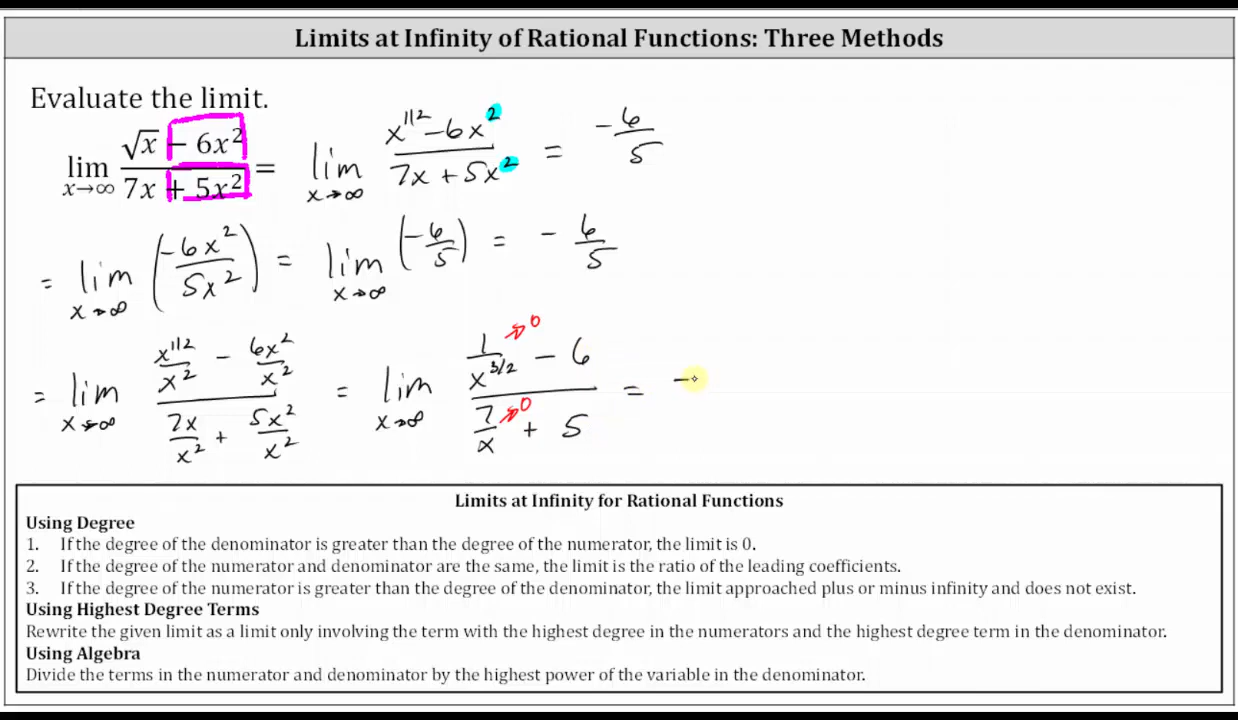 Limits at Infinity of Rational Functions: Three Methods
Evaluate the limit.
lim x→∞ (√x − 6x²)/(7x + 5x²) = lim x→∞ (x^(1/2) − 6x²)/(7x + 5x²) = −6/5
= lim x→∞ (−6x²/5x²) = lim x→∞ (−6/5) = −6/5
= lim x→∞ (x^(1/2)/x² − 6x²/x²)/(7x/x² + 5x²/x²) = lim x→∞ (1/x^(3/2) →0 − 6)/(7/x →0 + 5) = −
Limits at Infinity for Rational Functions
Using Degree
1. If the degree of the denominator is greater than the degree of the numerator, the limit is 0.
2. If the degree of the numerator and denominator are the same, the limit is the ratio of the leading coefficients.
3. If the degree of the numerator is greater than the degree of the denominator, the limit approached plus or minus infinity and does not exist.
Using Highest Degree Terms
Rewrite the given limit as a limit only involving the term with the highest degree in the numerators and the highest degree term in the denominator.
Using Algebra
Divide the terms in the numerator and denominator by the highest power of the variable in the denominator.